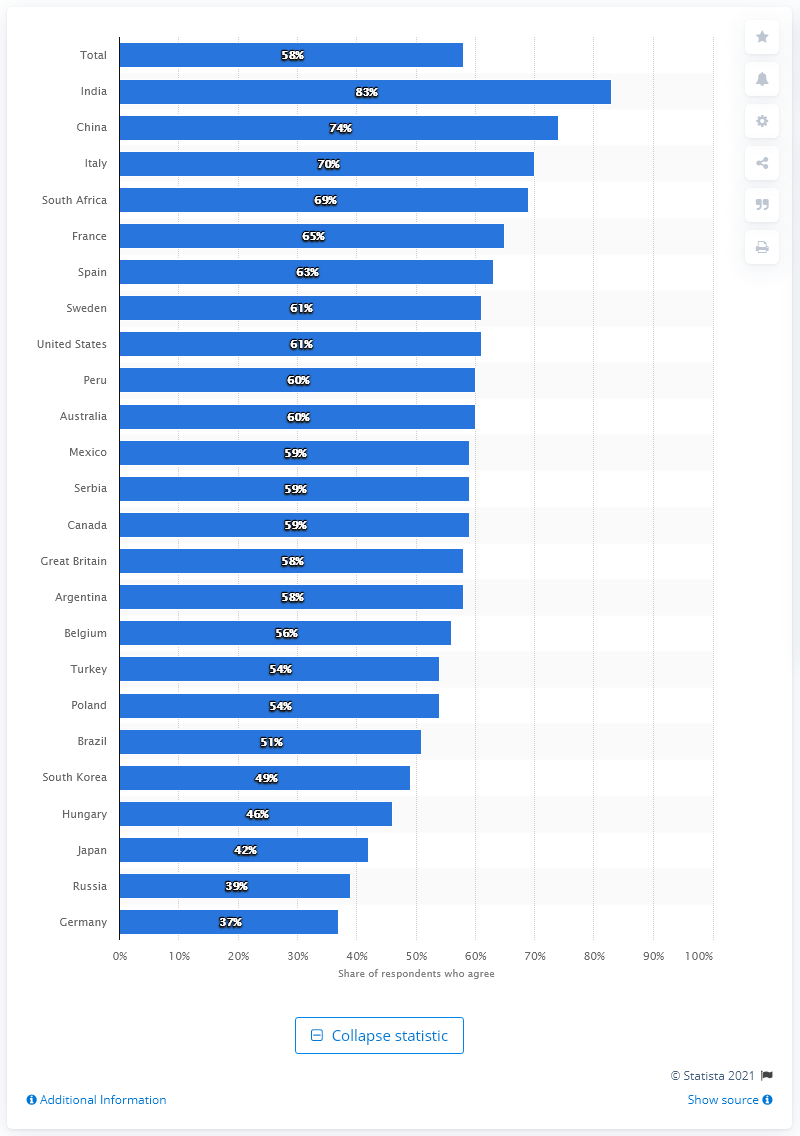 Total 58%
India 83%
China 74%
Italy 70%
South Africa 69%
France 65%
Spain 63%
Sweden 61%
United States 61%
Peru 60%
Australia 60%
Mexico 59%
Serbia 59%
Canada 59%
Great Britain 58%
Argentina 58%
Belgium 56%
Turkey 54%
Poland 54%
Brazil 51%
South Korea 49%
Hungary 46%
Japan 42%
Russia 39%
Germany 37%
0% 10% 20% 30% 40% 50% 60% 70% 80% 90% 100%
Share of respondents who agree
Collapse statistic
© Statista 2021
Additional Information Show source